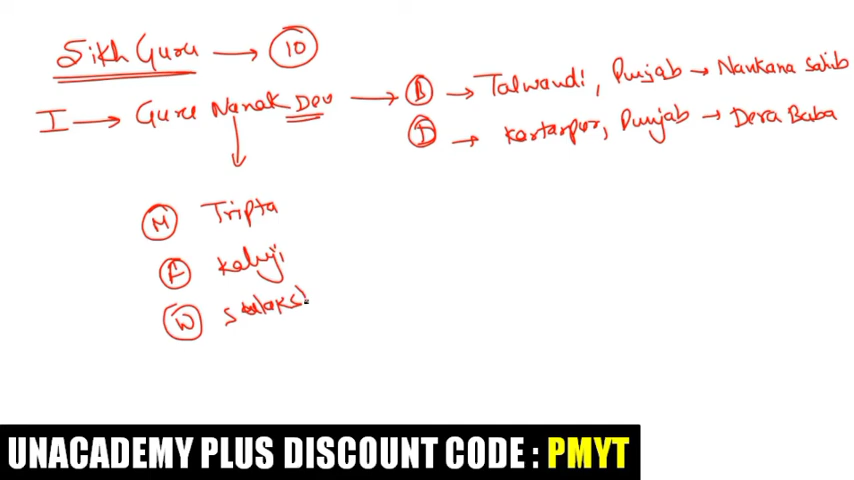 Sikh Guru → 10
I → Guru Nanak Dev → B → Talwandi, Punjab → Nankana Sahib
D → Kartarpur, Punjab → Dera Baba
M Tripta
F Kaluji
W sulaks
UNACADEMY PLUS DISCOUNT CODE : PMYT